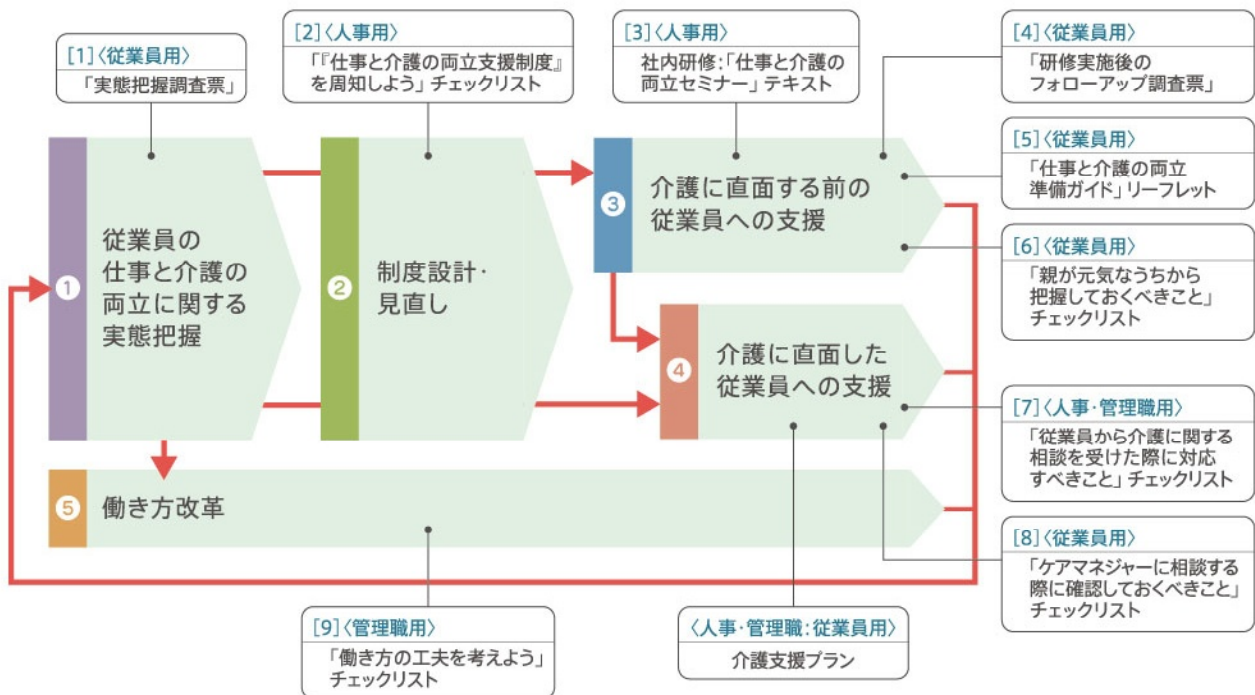 [1]〈従業員用〉
「実態把握調査票」
[2]〈人事用〉
「『仕事と介護の両立支援制度』
を周知しよう」チェックリスト
[3]〈人事用〉
社内研修:「仕事と介護の
両立セミナー」テキスト
[4]〈従業員用〉
「研修実施後の
フォローアップ調査票」
[5]〈従業員用〉
「仕事と介護の両立
準備ガイド」リーフレット
[6]〈従業員用〉
「親が元気なうちから
把握しておくべきこと」
チェックリスト
1
従業員の
仕事と介護の
両立に関する
実態把握
2
制度設計・
見直し
3
介護に直面する前の
従業員への支援
4
介護に直面した
従業員への支援
[7]〈人事・管理職用〉
「従業員から介護に関する
相談を受けた際に対応
すべきこと」チェックリスト
5
働き方改革
[8]〈従業員用〉
「ケアマネジャーに相談する
際に確認しておくべきこと」
チェックリスト
[9]〈管理職用〉
「働き方の工夫を考えよう」
チェックリスト
〈人事・管理職:従業員用〉
介護支援プラン